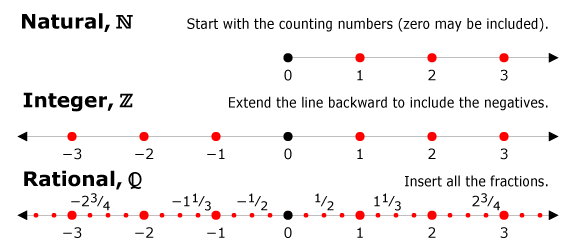 Natural, ℕ Start with the counting numbers (zero may be included).
0 1 2 3
Integer, ℤ Extend the line backward to include the negatives.
−3 −2 −1 0 1 2 3
Rational, ℚ Insert all the fractions.
−2³/₄ −1¹/₃ −¹/₂ ¹/₂ 1¹/₃ 2³/₄
−3 −2 −1 0 1 2 3